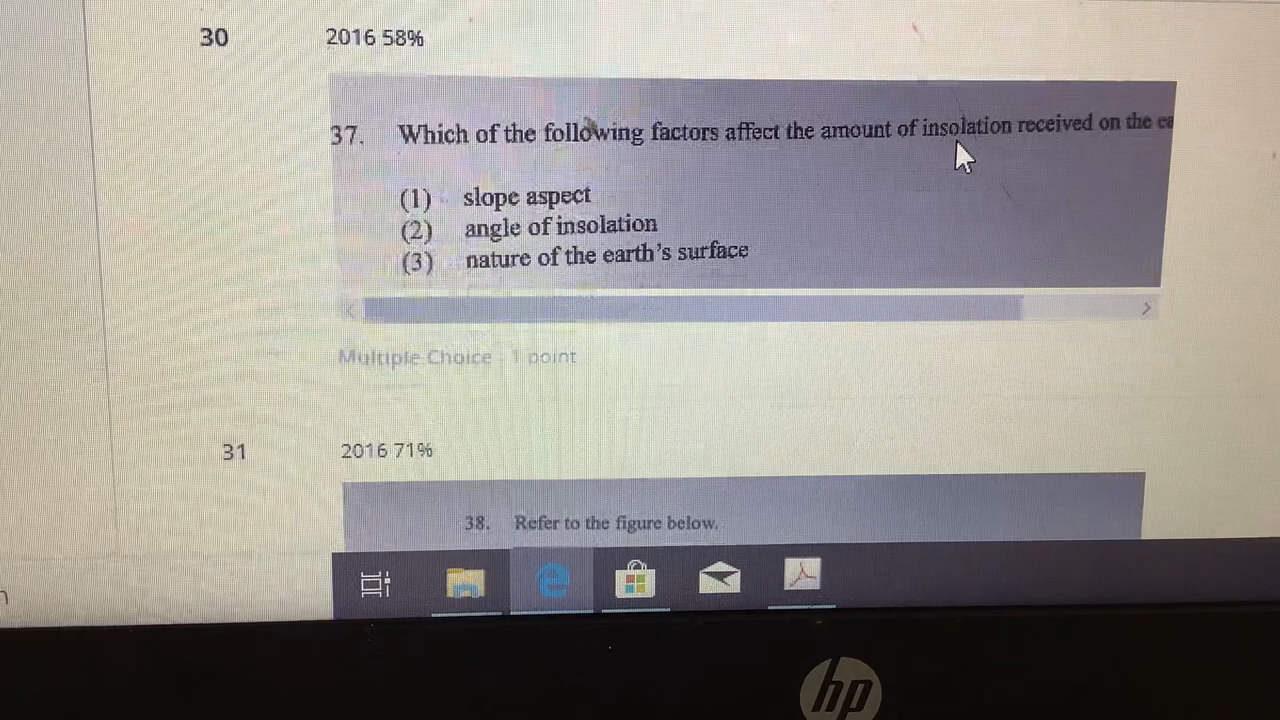 30 2016 58%
37. Which of the following factors affect the amount of insolation received on the ea
(1) slope aspect
(2) angle of insolation
(3) nature of the earth's surface
Multiple Choice - 1 point
31 2016 71%
38. Refer to the figure below.
hp